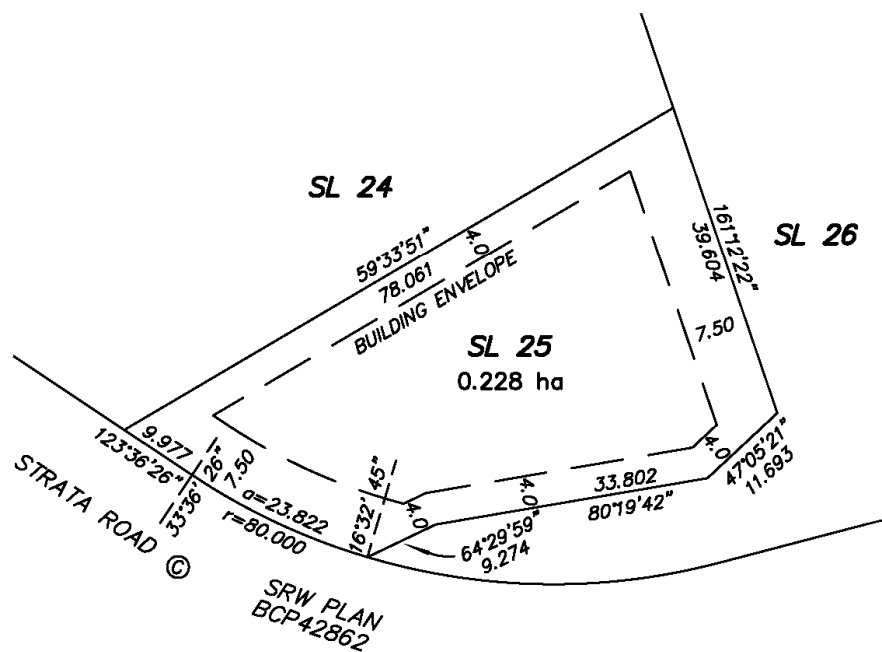 SL 24
SL 26
59°33'51"
78.061
4.0
BUILDING ENVELOPE
161°12'22"
39.604
7.50
SL 25
0.228 ha
9.977
123°36'26"
33°36' 26"
7.50
a=23.822
r=80.000
16°32' 45"
4.0
4.0
33.802
80°19'42"
4.0
47°05'21"
11.693
64°29'59"
9.274
STRATA ROAD ©
SRW PLAN
BCP42862